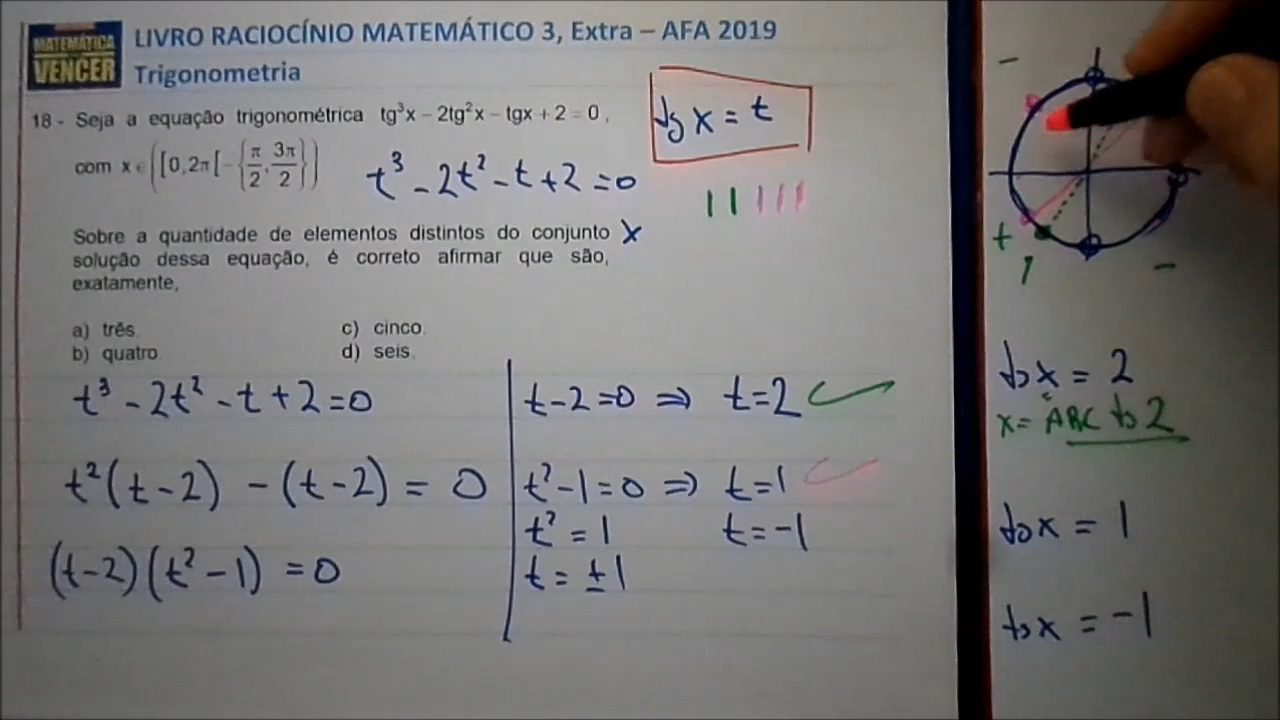 MATEMÁTICA
VENCER
LIVRO RACIOCÍNIO MATEMÁTICO 3, Extra – AFA 2019
Trigonometria
18 - Seja a equação trigonométrica tg³x – 2tg²x – tgx + 2 = 0,
com x ∈ ([0, 2π[ – {π/2, 3π/2})
t³ - 2t² - t + 2 = 0
tg x = t
Sobre a quantidade de elementos distintos do conjunto x
solução dessa equação, é correto afirmar que são,
exatamente,
a) três.
b) quatro
c) cinco.
d) seis.
t³ - 2t² - t + 2 = 0
t²(t-2) - (t-2) = 0
(t-2)(t²-1) = 0
t-2=0 ⇒ t=2
t²-1=0 ⇒ t=1
t² = 1 t=-1
t = ±1
-
+
-
tg x = 2
x = ARC tg 2
tg x = 1
tg x = -1